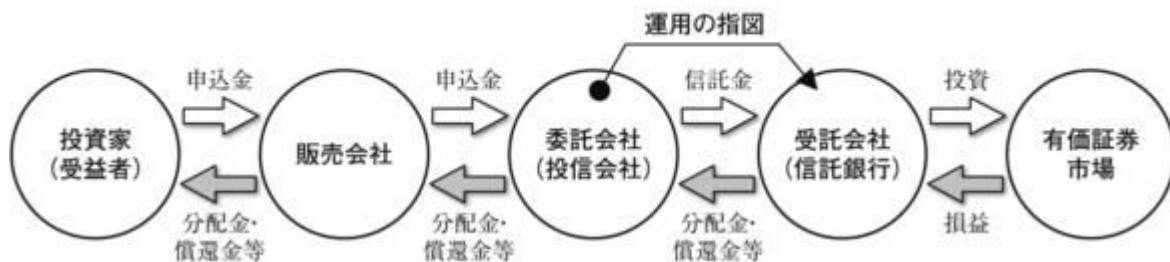 運用の指図
申込金
申込金
信託金
投資
投資家
（受益者）
販売会社
委託会社
（投信会社）
受託会社
（信託銀行）
有価証券
市場
分配金・
償還金等
分配金・
償還金等
分配金・
償還金等
損益